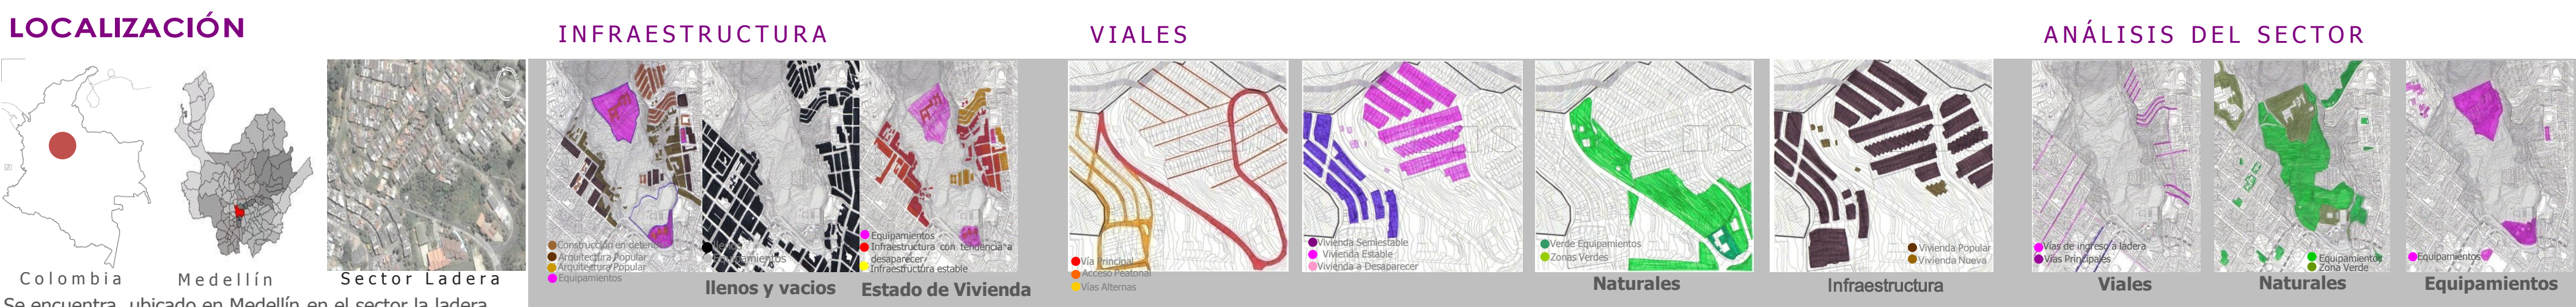 LOCALIZACIÓN
INFRAESTRUCTURA
VIALES
ANÁLISIS DEL SECTOR
Colombia
Medellín
Sector Ladera
Se encuentra ubicado en Medellín en el sector la ladera
Construcción en deterio
Arquitectura Popular
Arquitectura Popular
Equipamientos
llenos
Equipamientos
llenos y vacios
Equipamientos
Infraestructura con tendencia a
desaparecer
Infraestructura estable
Estado de Vivienda
Vía Principal
Acceso Peatonal
Vías Alternas
Vivienda Semiestable
Vivienda Estable
Vivienda a Desaparecer
Verde Equipamientos
Zonas Verdes
Naturales
Vivienda Popular
Vivienda Nueva
Infraestructura
Vías de ingreso a ladera
Vías Principales
Viales
Equipamientos
Zona Verde
Naturales
Equipamientos
Equipamientos